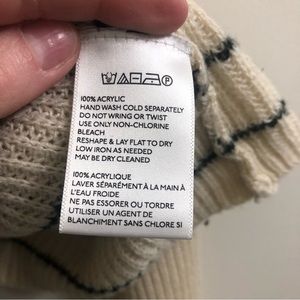 100% ACRYLIC
HAND WASH COLD SEPARATELY
DO NOT WRING OR TWIST
USE ONLY NON-CHLORINE
BLEACH
RESHAPE & LAY FLAT TO DRY
LOW IRON AS NEEDED
MAY BE DRY CLEANED
100% ACRYLIQUE
LAVER SÉPARÉMENT À LA MAIN À
L'EAU FROIDE
NE PAS ESSORER OU TORDRE
UTILISER UN AGENT DE
BLANCHIMENT SANS CHLORE SI